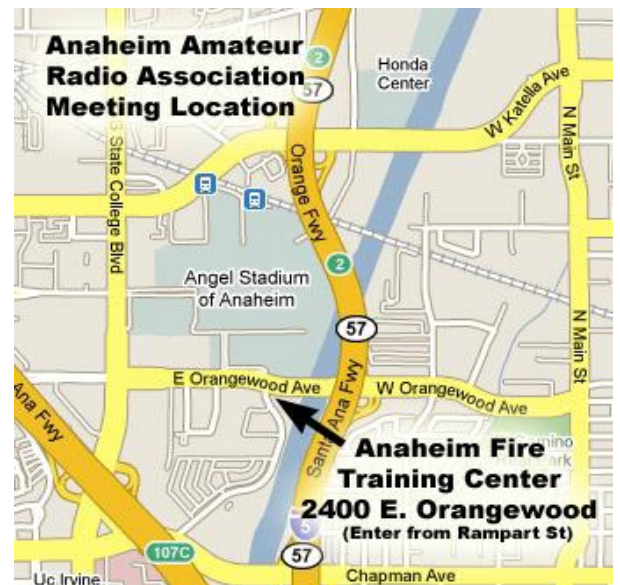 Anaheim Amateur
Radio Association
Meeting Location
2
57
Honda
Center
W Katella Ave
N Main St
S State College Blvd
Orange Fwy
2
Angel Stadium
of Anaheim
57
N Main St
E Orangewood Ave
W Orangewood Ave
Ana Fwy
Santa Ana Fwy
Anaheim Fire
Training Center
2400 E. Orangewood
(Enter from Rampart St)
5
107C
57
Chapman Ave
Uc Irvine